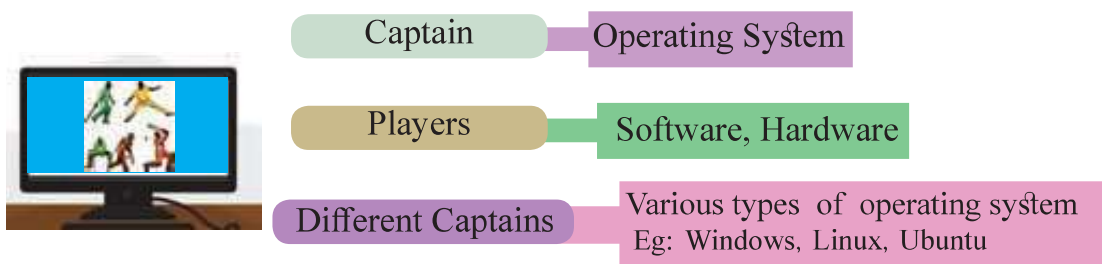 Captain
Operating System
Players
Software, Hardware
Different Captains
Various types of operating system
Eg: Windows, Linux, Ubuntu